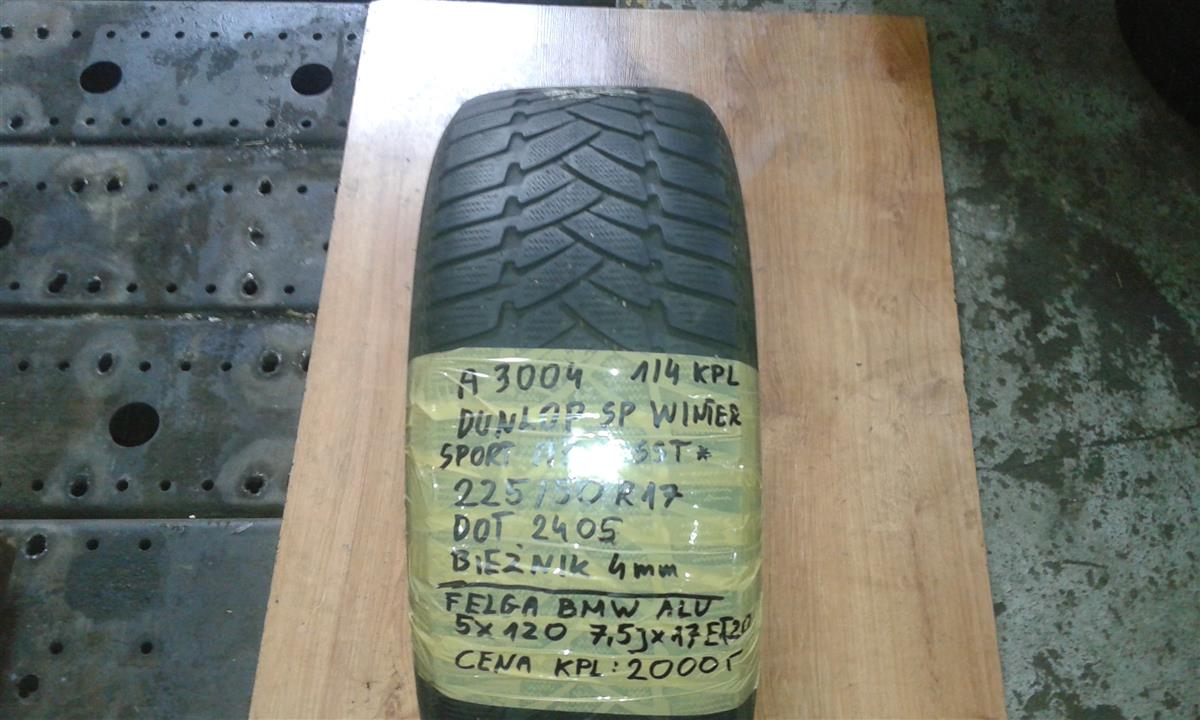 A 3004 1/4 KPL
DUNLOP SP WINTER
SPORT SST*
225/50 R17
DOT 2405
BIEŻNIK 4mm
FELGA BMW ALU
5x120 7,5Jx17 ET20
CENA KPL: 2000